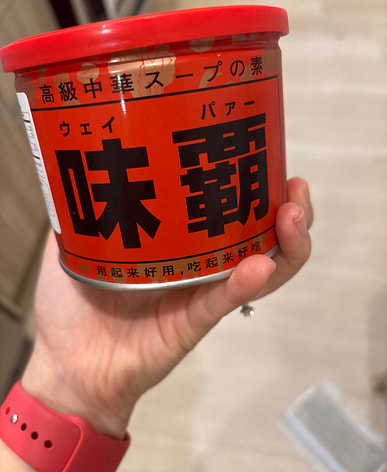 高級中華スープの素
ウェイ パァー
味覇
用起来好用,吃起来好吃